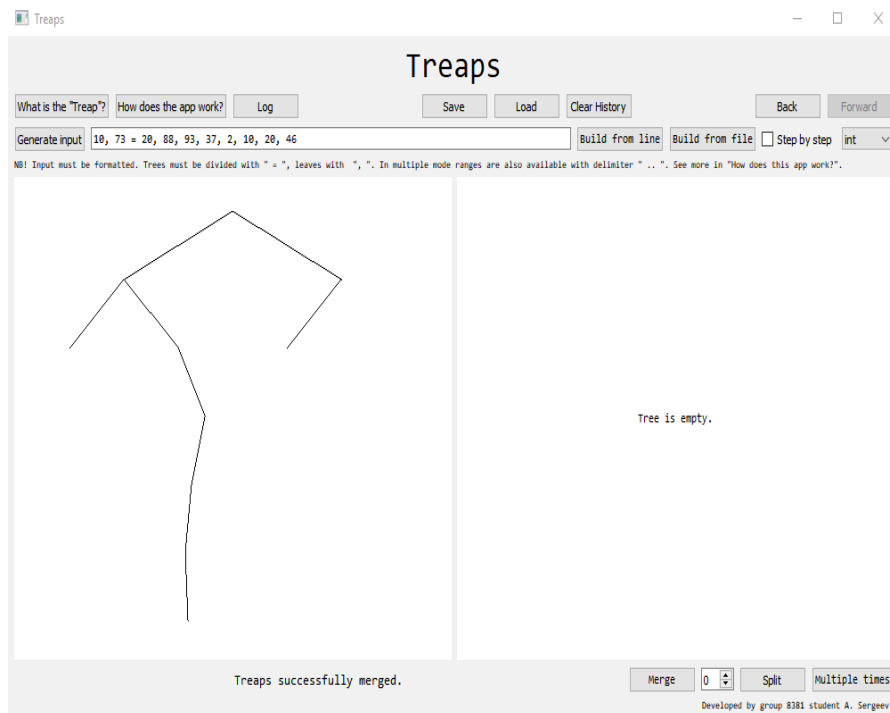 Treaps
Treaps
What is the "Treap"? How does the app work? Log Save Load Clear History Back Forward
Generate input 10, 73 = 20, 88, 93, 37, 2, 10, 20, 46 Build from line Build from file Step by step int
NB! Input must be formatted. Trees must be divided with " = ", leaves with ", ". In multiple mode ranges are also available with delimiter " .. ". See more in "How does this app work?".
Tree is empty.
Treaps successfully merged. Merge 0 Split Multiple times
Developed by group 8381 student A. Sergeev